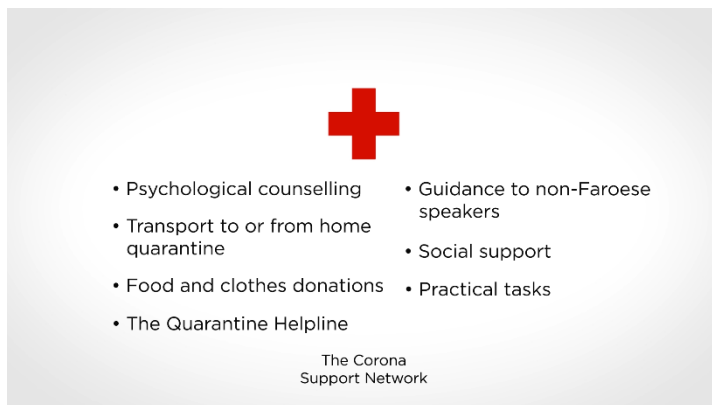 • Psychological counselling
• Transport to or from home
quarantine
• Food and clothes donations
• The Quarantine Helpline
• Guidance to non-Faroese
speakers
• Social support
• Practical tasks
The Corona
Support Network